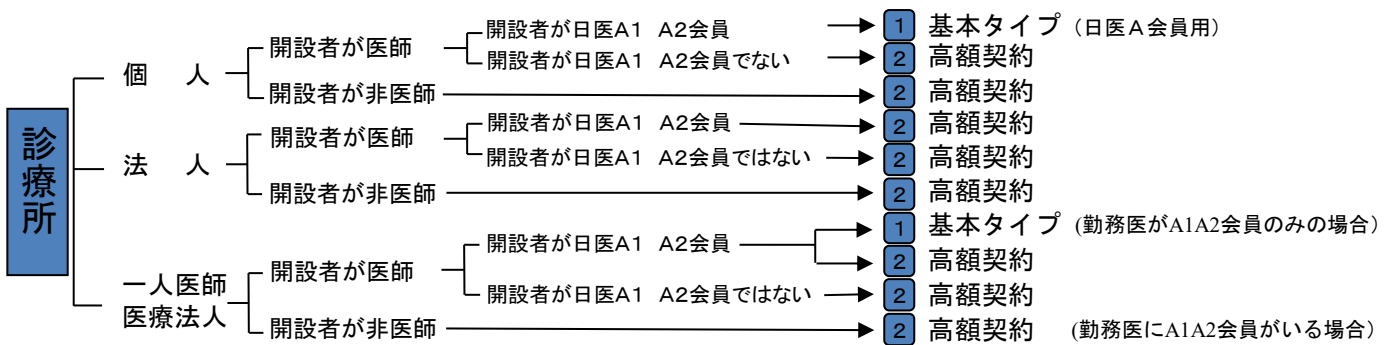 診療所
個　人
開設者が医師
開設者が日医A1　A2会員
1 基本タイプ（日医A会員用）
開設者が日医A1　A2会員でない
2 高額契約
開設者が非医師
2 高額契約
法　人
開設者が医師
開設者が日医A1　A2会員
2 高額契約
開設者が日医A1　A2会員ではない
2 高額契約
開設者が非医師
2 高額契約
一人医師
医療法人
開設者が医師
開設者が日医A1　A2会員
1 基本タイプ (勤務医がA1A2会員のみの場合）
2 高額契約
開設者が日医A1　A2会員ではない
2 高額契約
開設者が非医師
2 高額契約 (勤務医にA1A2会員がいる場合）